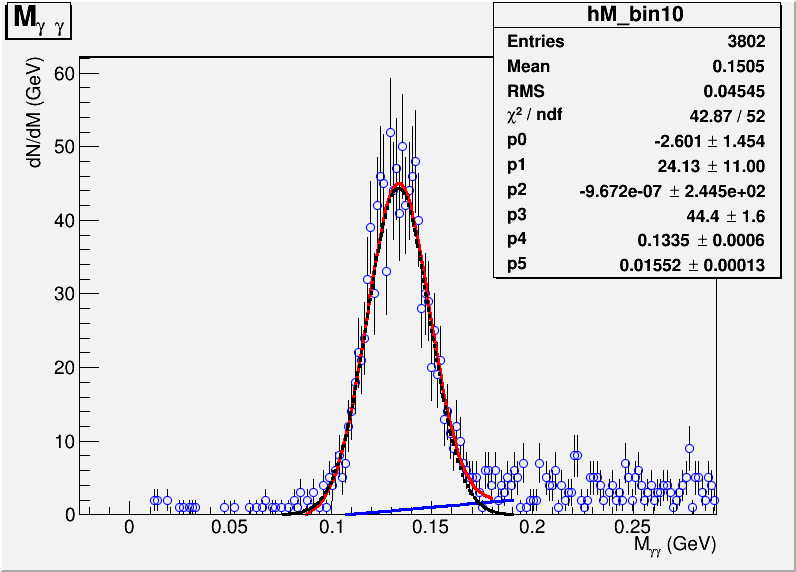 Mγ γ
hM_bin10
Entries 3802
Mean 0.1505
RMS 0.04545
χ² / ndf 42.87 / 52
p0 -2.601 ± 1.454
p1 24.13 ± 11.00
p2 -9.672e-07 ± 2.445e+02
p3 44.4 ± 1.6
p4 0.1335 ± 0.0006
p5 0.01552 ± 0.00013
dN/dM (GeV)
60
50
40
30
20
10
0
0 0.05 0.1 0.15 0.2 0.25
Mγγ (GeV)